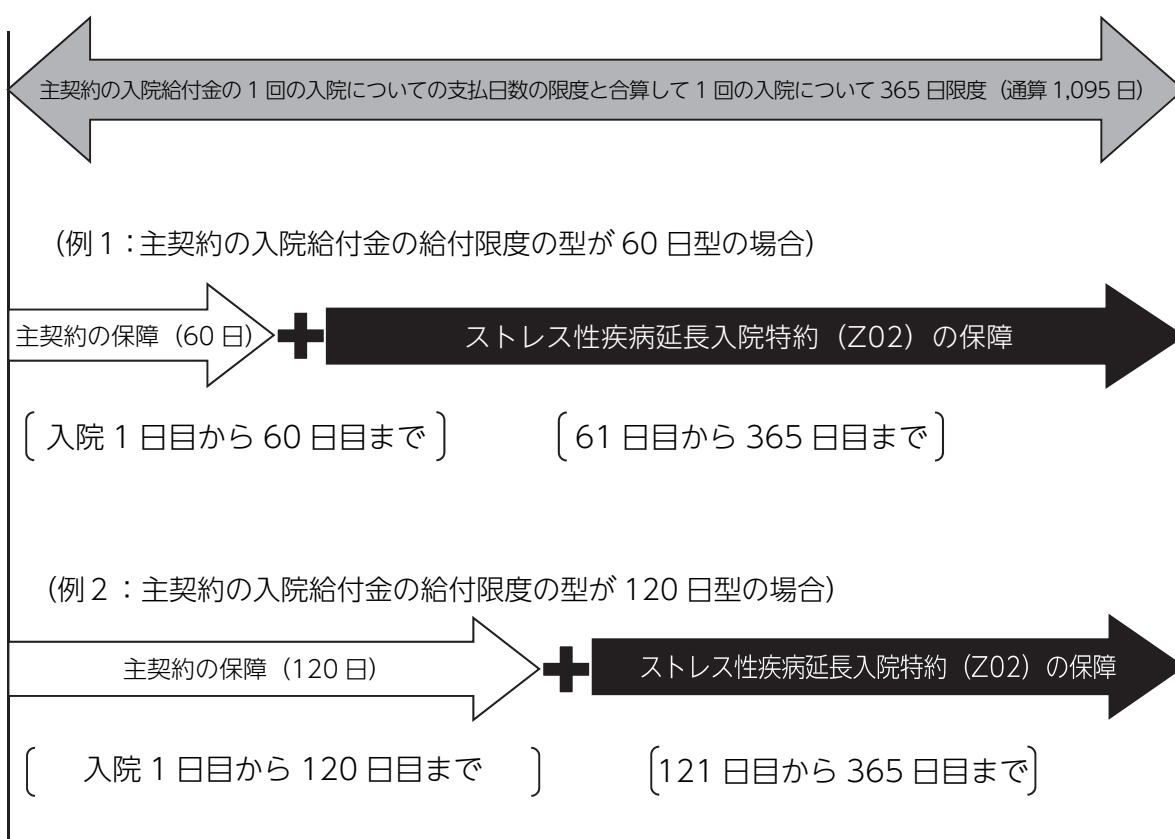 主契約の入院給付金の1回の入院についての支払日数の限度と合算して1回の入院について365日限度（通算1,095日）
（例1：主契約の入院給付金の給付限度の型が60日型の場合）
主契約の保障（60日） ＋ ストレス性疾病延長入院特約（Z02）の保障
〔入院1日目から60日目まで〕 〔61日目から365日目まで〕
（例2：主契約の入院給付金の給付限度の型が120日型の場合）
主契約の保障（120日） ＋ ストレス性疾病延長入院特約（Z02）の保障
〔入院1日目から120日目まで〕 〔121日目から365日目まで〕